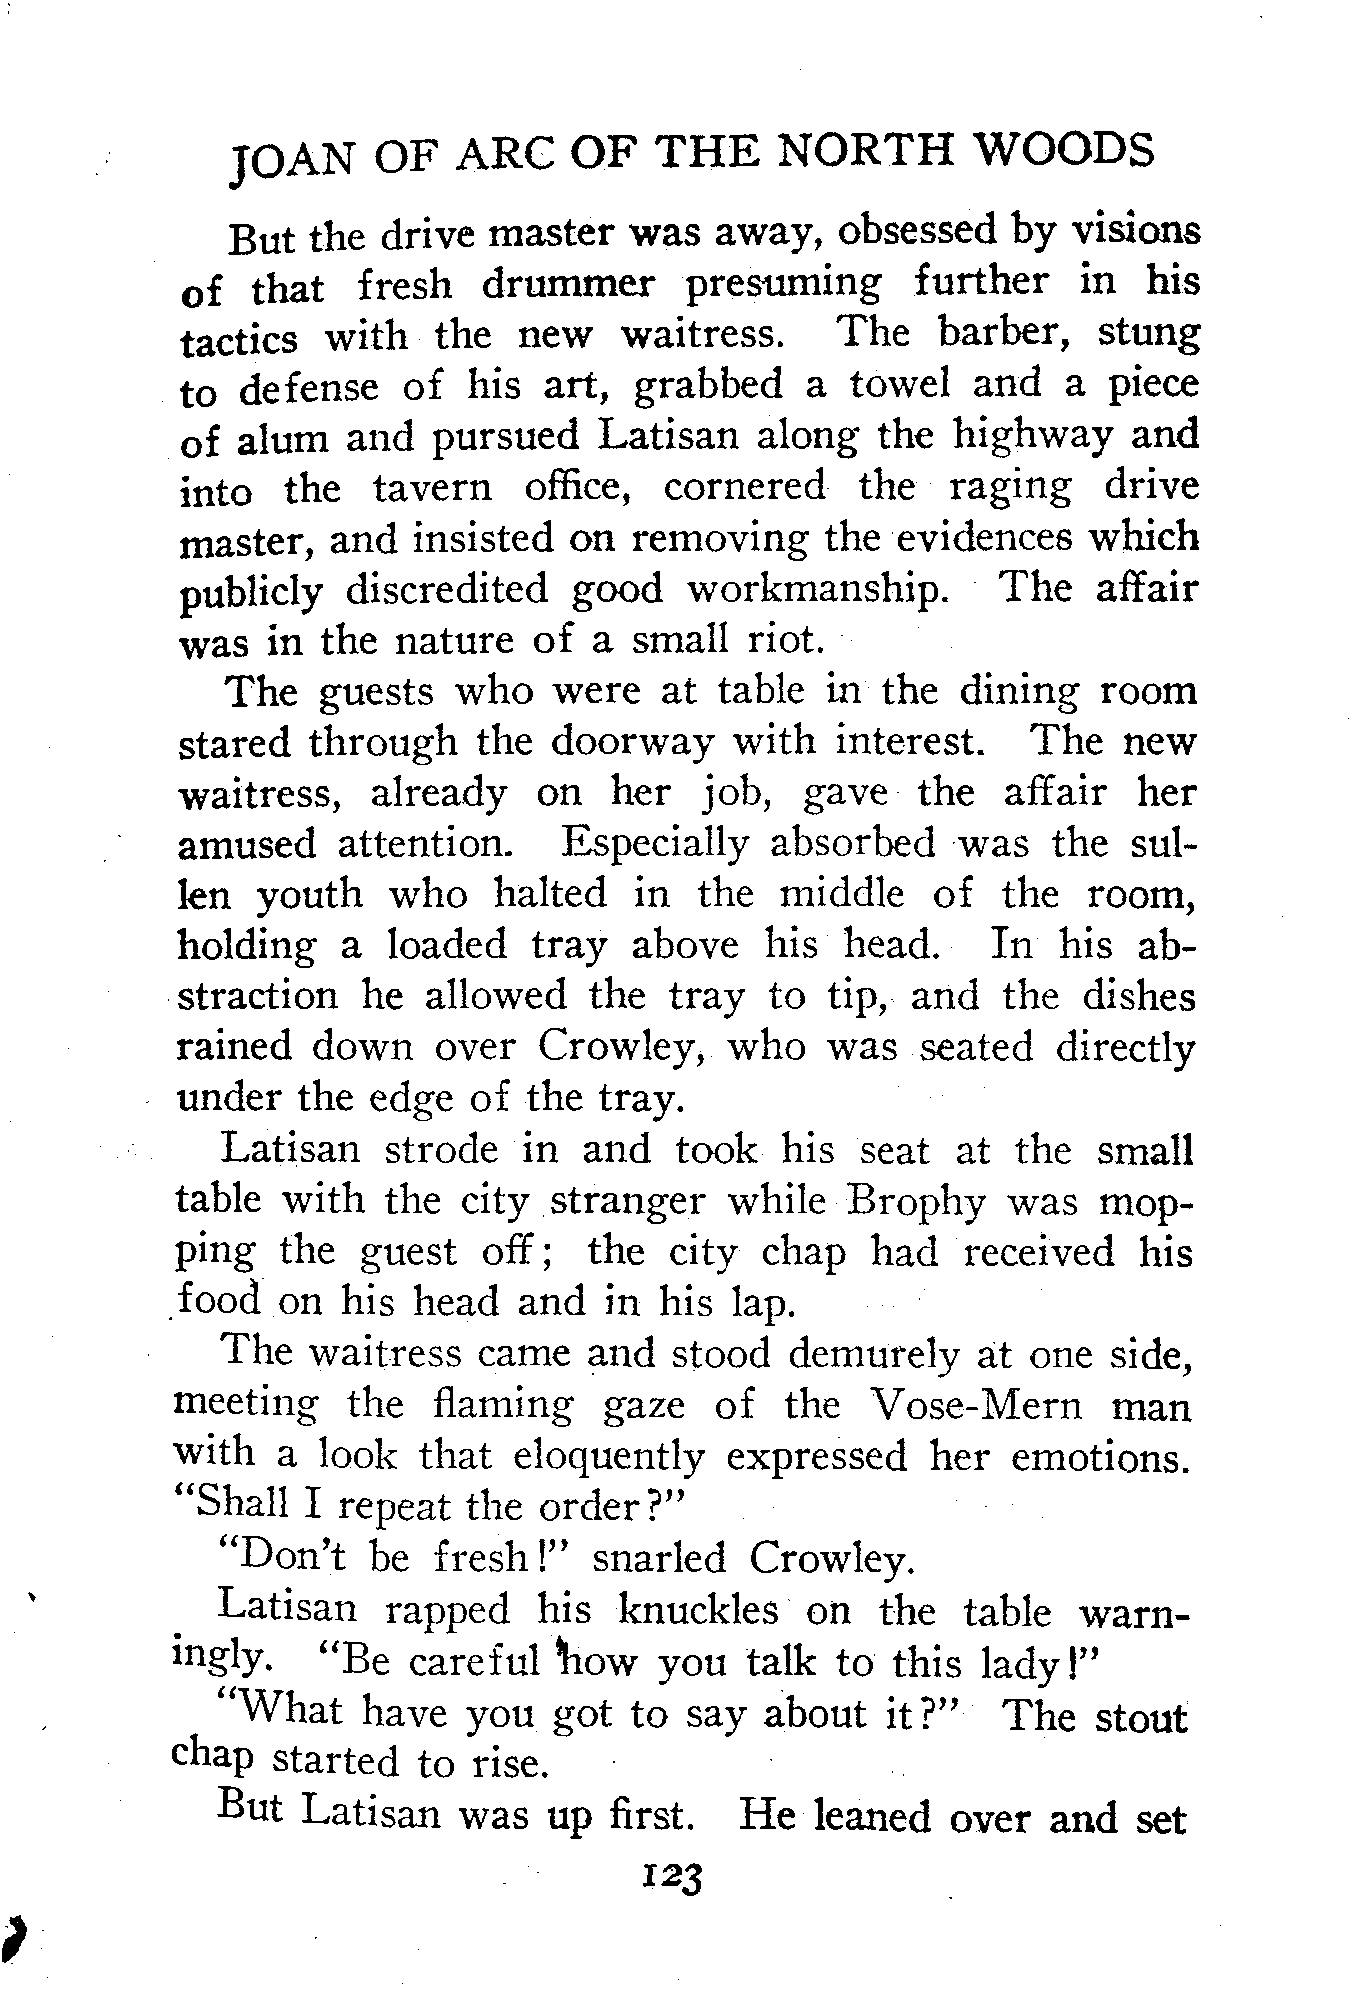 JOAN OF ARC OF THE NORTH WOODS
But the drive master was away, obsessed by visions
of that fresh drummer presuming further in his
tactics with the new waitress. The barber, stung
to defense of his art, grabbed a towel and a piece
of alum and pursued Latisan along the highway and
into the tavern office, cornered the raging drive
master, and insisted on removing the evidences which
publicly discredited good workmanship. The affair
was in the nature of a small riot.
The guests who were at table in the dining room
stared through the doorway with interest. The new
waitress, already on her job, gave the affair her
amused attention. Especially absorbed was the sul-
len youth who halted in the middle of the room,
holding a loaded tray above his head. In his ab-
straction he allowed the tray to tip, and the dishes
rained down over Crowley, who was seated directly
under the edge of the tray.
Latisan strode in and took his seat at the small
table with the city stranger while Brophy was mop-
ping the guest off; the city chap had received his
food on his head and in his lap.
The waitress came and stood demurely at one side,
meeting the flaming gaze of the Vose-Mern man
with a look that eloquently expressed her emotions.
"Shall I repeat the order?"
"Don't be fresh!" snarled Crowley.
Latisan rapped his knuckles on the table warn-
ingly. "Be careful how you talk to this lady!"
"What have you got to say about it?" The stout
chap started to rise.
But Latisan was up first. He leaned over and set
123